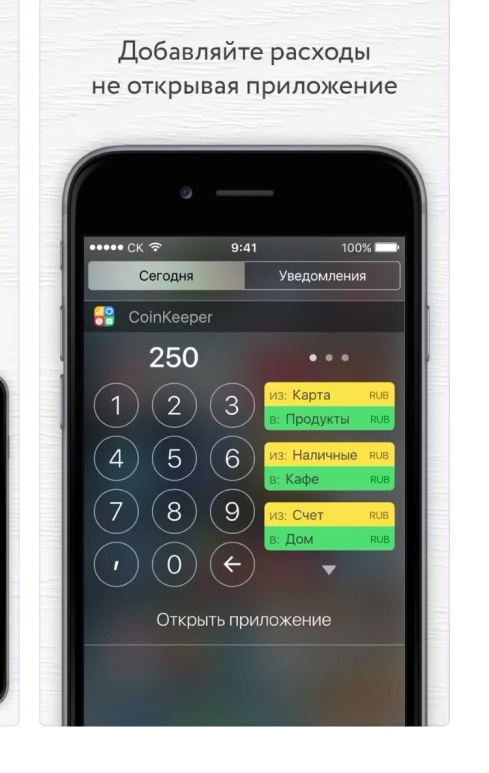 Добавляйте расходы
не открывая приложение
CK 9:41 100%
Сегодня Уведомления
CoinKeeper
250
1 2 3 из: Карта RUB
в: Продукты RUB
4 5 6 из: Наличные RUB
в: Кафе RUB
7 8 9 из: Счет RUB
в: Дом RUB
, 0 ←
Открыть приложение